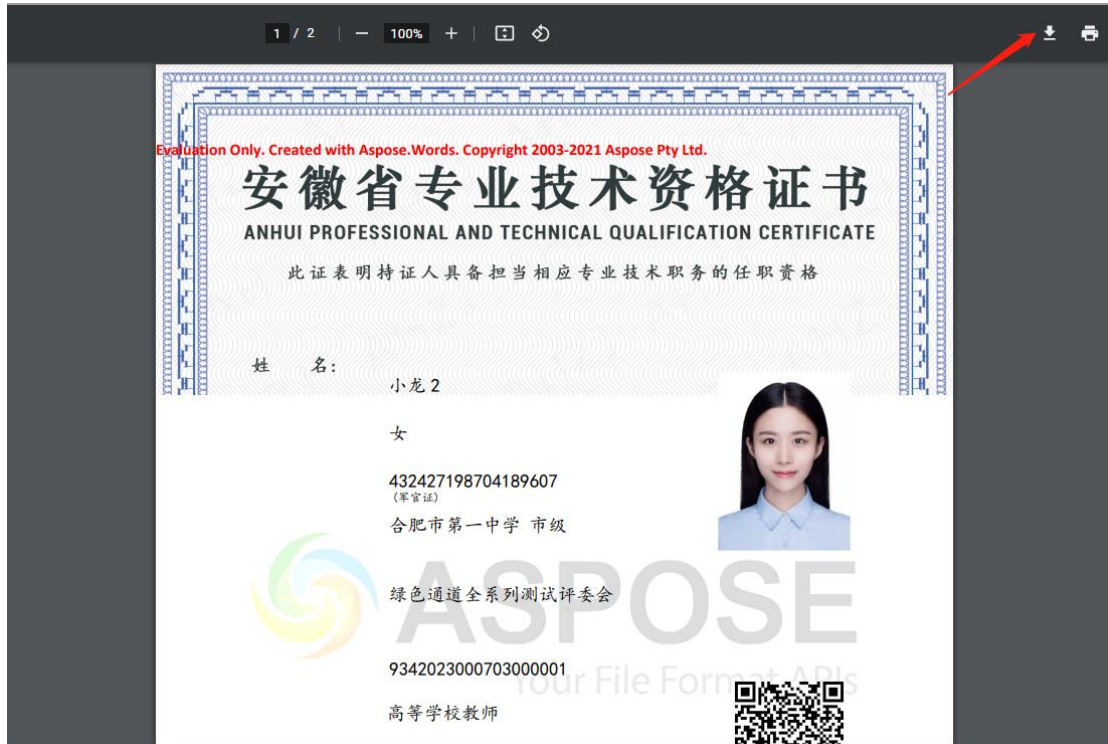 1 / 2 | − 100% + |
Evaluation Only. Created with Aspose.Words. Copyright 2003-2021 Aspose Pty Ltd.
安徽省专业技术资格证书
ANHUI PROFESSIONAL AND TECHNICAL QUALIFICATION CERTIFICATE
此证表明持证人具备担当相应专业技术职务的任职资格
姓 名:
小龙 2
女
432427198704189607
(军官证)
合肥市第一中学 市级
绿色通道全系列测试评委会
ASPOSE
9342023000703000001
Your File Format APIs
高等学校教师